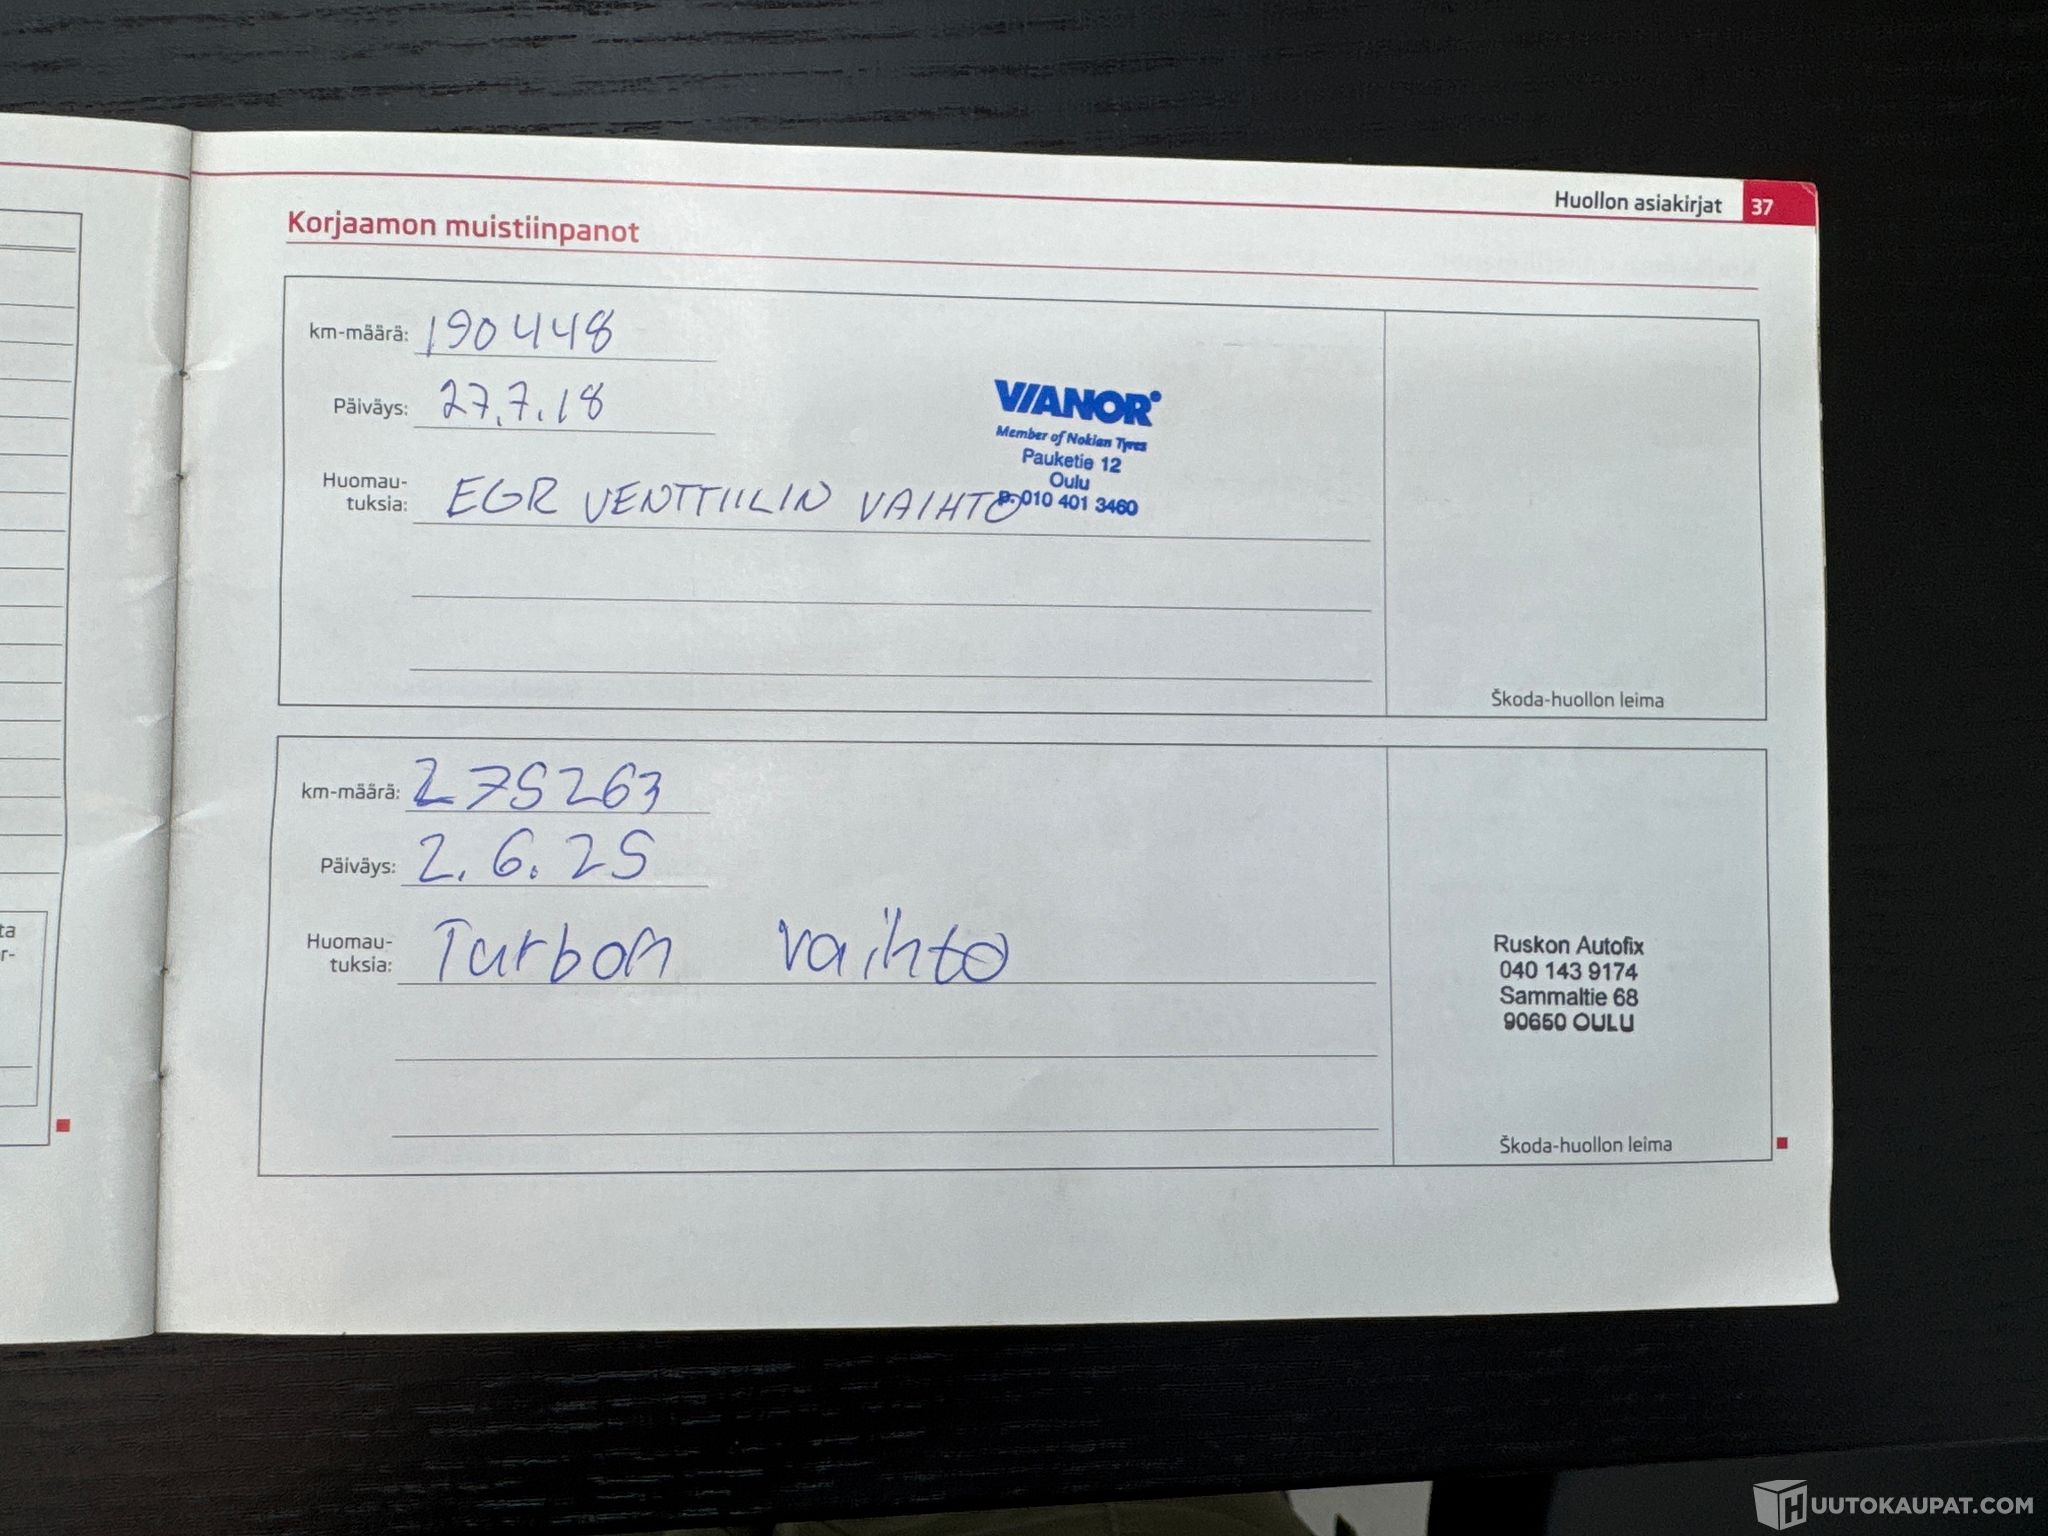 Huollon asiakirjat 37
Korjaamon muistiinpanot
km-määrä: 190448
Päiväys: 27.7.18
VIANOR
Member of Nokian Tyres
Pauketie 12
Oulu
p. 010 401 3460
Huomau-
tuksia: EGR VENTTIILIN VAIHTO
Škoda-huollon leima
km-määrä: 275263
Päiväys: 2.6.25
Huomau-
tuksia: Turbon vaihto
Ruskon Autofix
040 143 9174
Sammaltie 68
90650 OULU
Škoda-huollon leima
ta
r-
HUUTOKAUPAT.COM